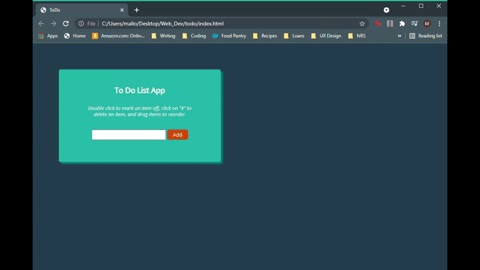 ToDo
File C:/Users/mailo/Desktop/Web_Dev/todo/index.html
Apps Home Amazon.com: Onlin... Writing Coding Food Pantry Recipes Loans UX Design NRS » Reading list
To Do List App
Double click to mark an item off, click on "X" to
delete an item, and drag items to reorder.
Add